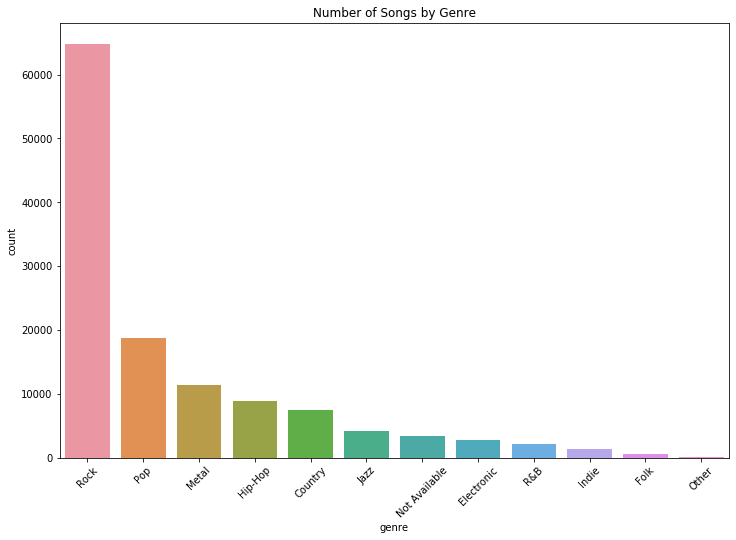 Number of Songs by Genre
count
60000
50000
40000
30000
20000
10000
0
Rock
Pop
Metal
Hip-Hop
Country
Jazz
Not Available
Electronic
R&B
Indie
Folk
Other
genre